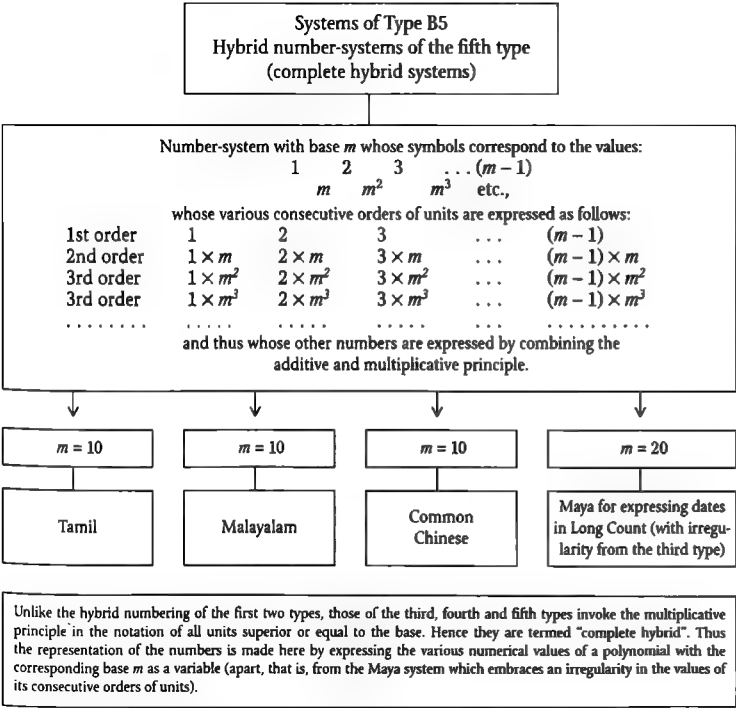 Systems of Type B5
Hybrid number-systems of the fifth type
(complete hybrid systems)
Number-system with base m whose symbols correspond to the values:
1 2 3 . . . (m – 1)
m m² m³ etc.,
whose various consecutive orders of units are expressed as follows:
1st order 1 2 3 . . . (m – 1)
2nd order 1 × m 2 × m 3 × m . . . (m – 1) × m
3rd order 1 × m² 2 × m² 3 × m² . . . (m – 1) × m²
3rd order 1 × m³ 2 × m³ 3 × m³ . . . (m – 1) × m³
. . . . . . . . . . . . . . . . . . . . . . . . . . . . . . . . . . . . .
and thus whose other numbers are expressed by combining the
additive and multiplicative principle.
m = 10 m = 10 m = 10 m = 20
Tamil
Malayalam
Common
Chinese
Maya for expressing dates
in Long Count (with irregu-
larity from the third type)
Unlike the hybrid numbering of the first two types, those of the third, fourth and fifth types invoke the multiplicative
principle in the notation of all units superior or equal to the base. Hence they are termed “complete hybrid”. Thus
the representation of the numbers is made here by expressing the various numerical values of a polynomial with the
corresponding base m as a variable (apart, that is, from the Maya system which embraces an irregularity in the values of
its consecutive orders of units).